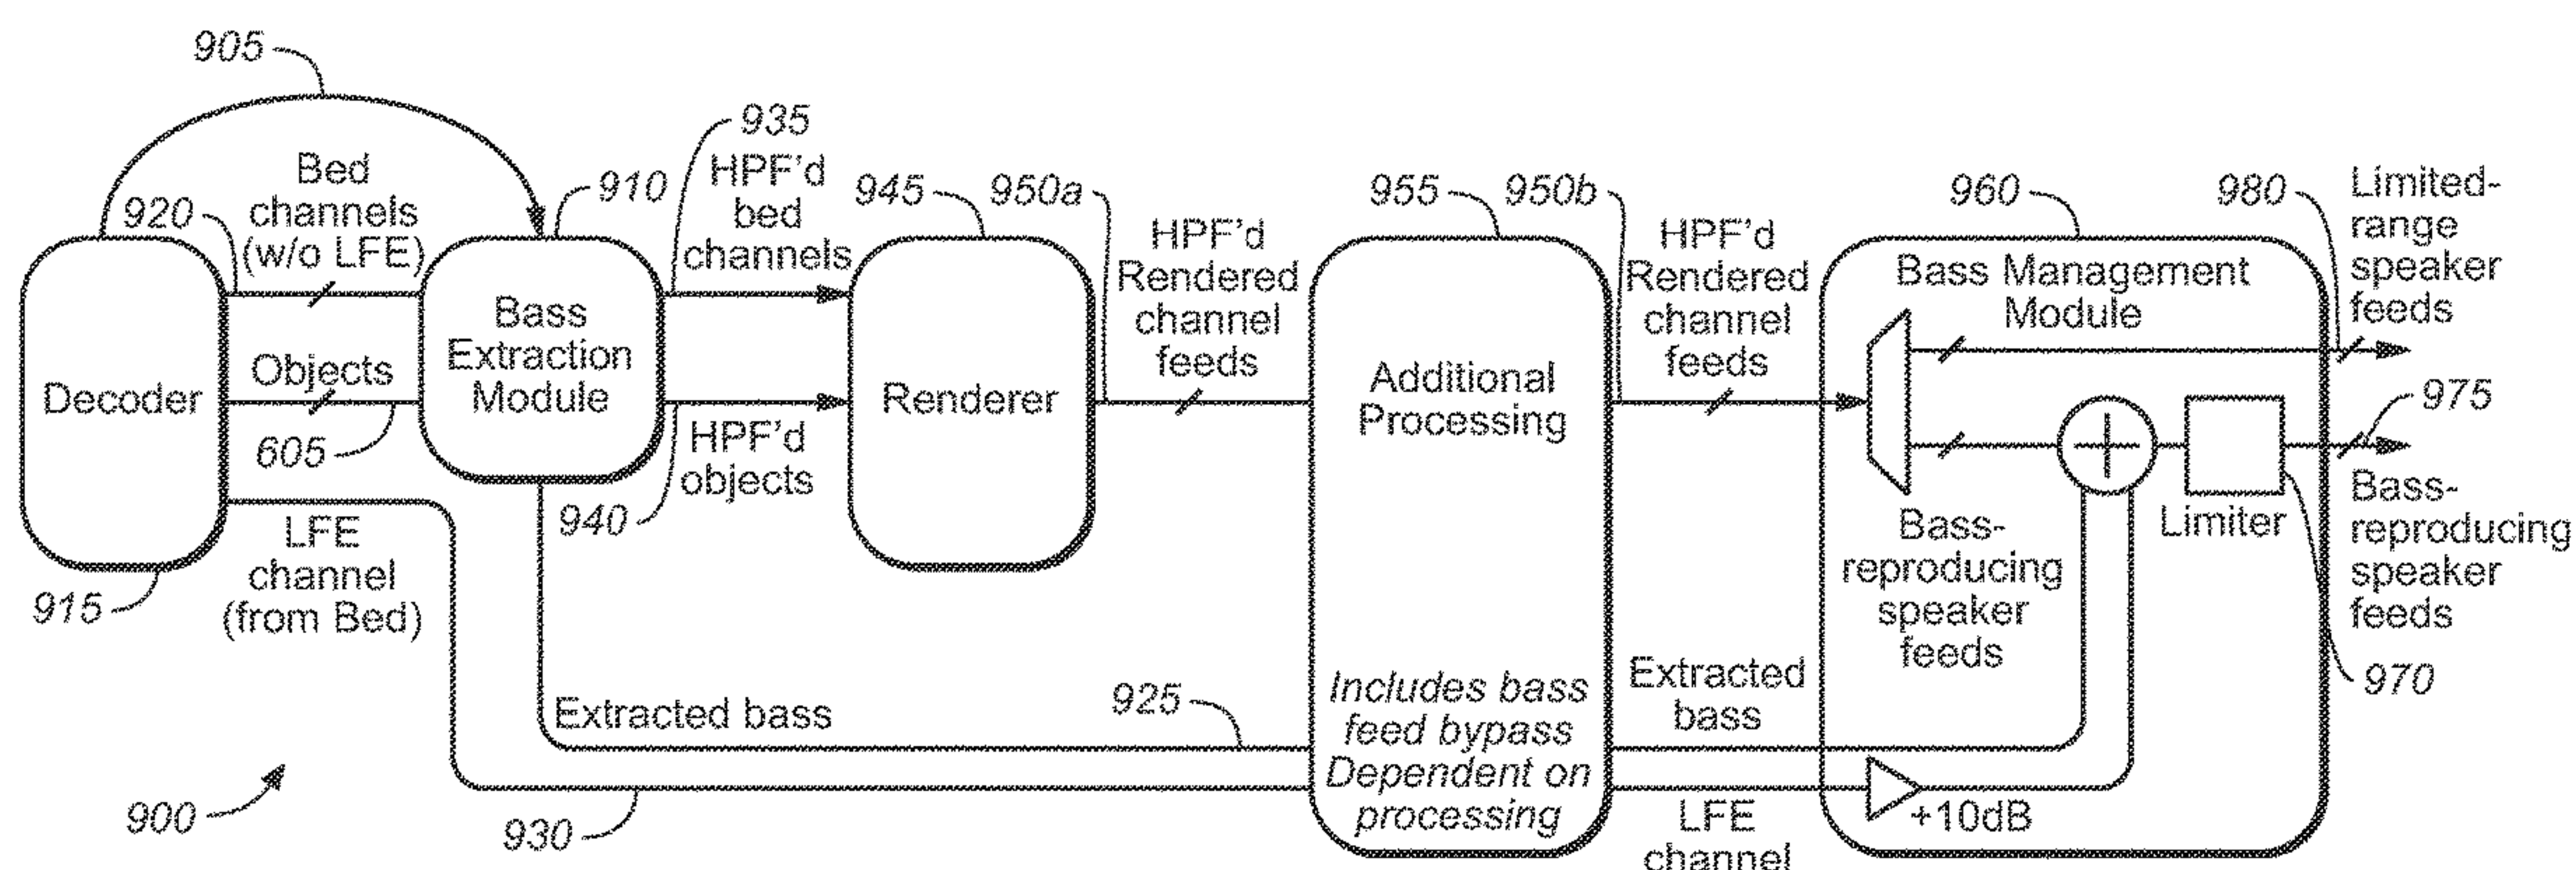 905
Bed
channels
(w/o LFE)
920
910
935
HPF'd
bed
channels
945
950a
HPF'd
Rendered
channel
feeds
955
950b
HPF'd
Rendered
channel
feeds
960
980
Limited-
range
speaker
feeds
Decoder
Objects
605
Bass
Extraction
Module
HPF'd
objects
940
Renderer
Additional
Processing
Bass Management
Module
975
Bass-
reproducing
speaker
feeds
Limiter
Bass-
reproducing
speaker
feeds
970
915
LFE
channel
(from Bed)
Extracted bass
925
Includes bass
feed bypass
Dependent on
processing
Extracted
bass
900
930
LFE
channel
+10dB